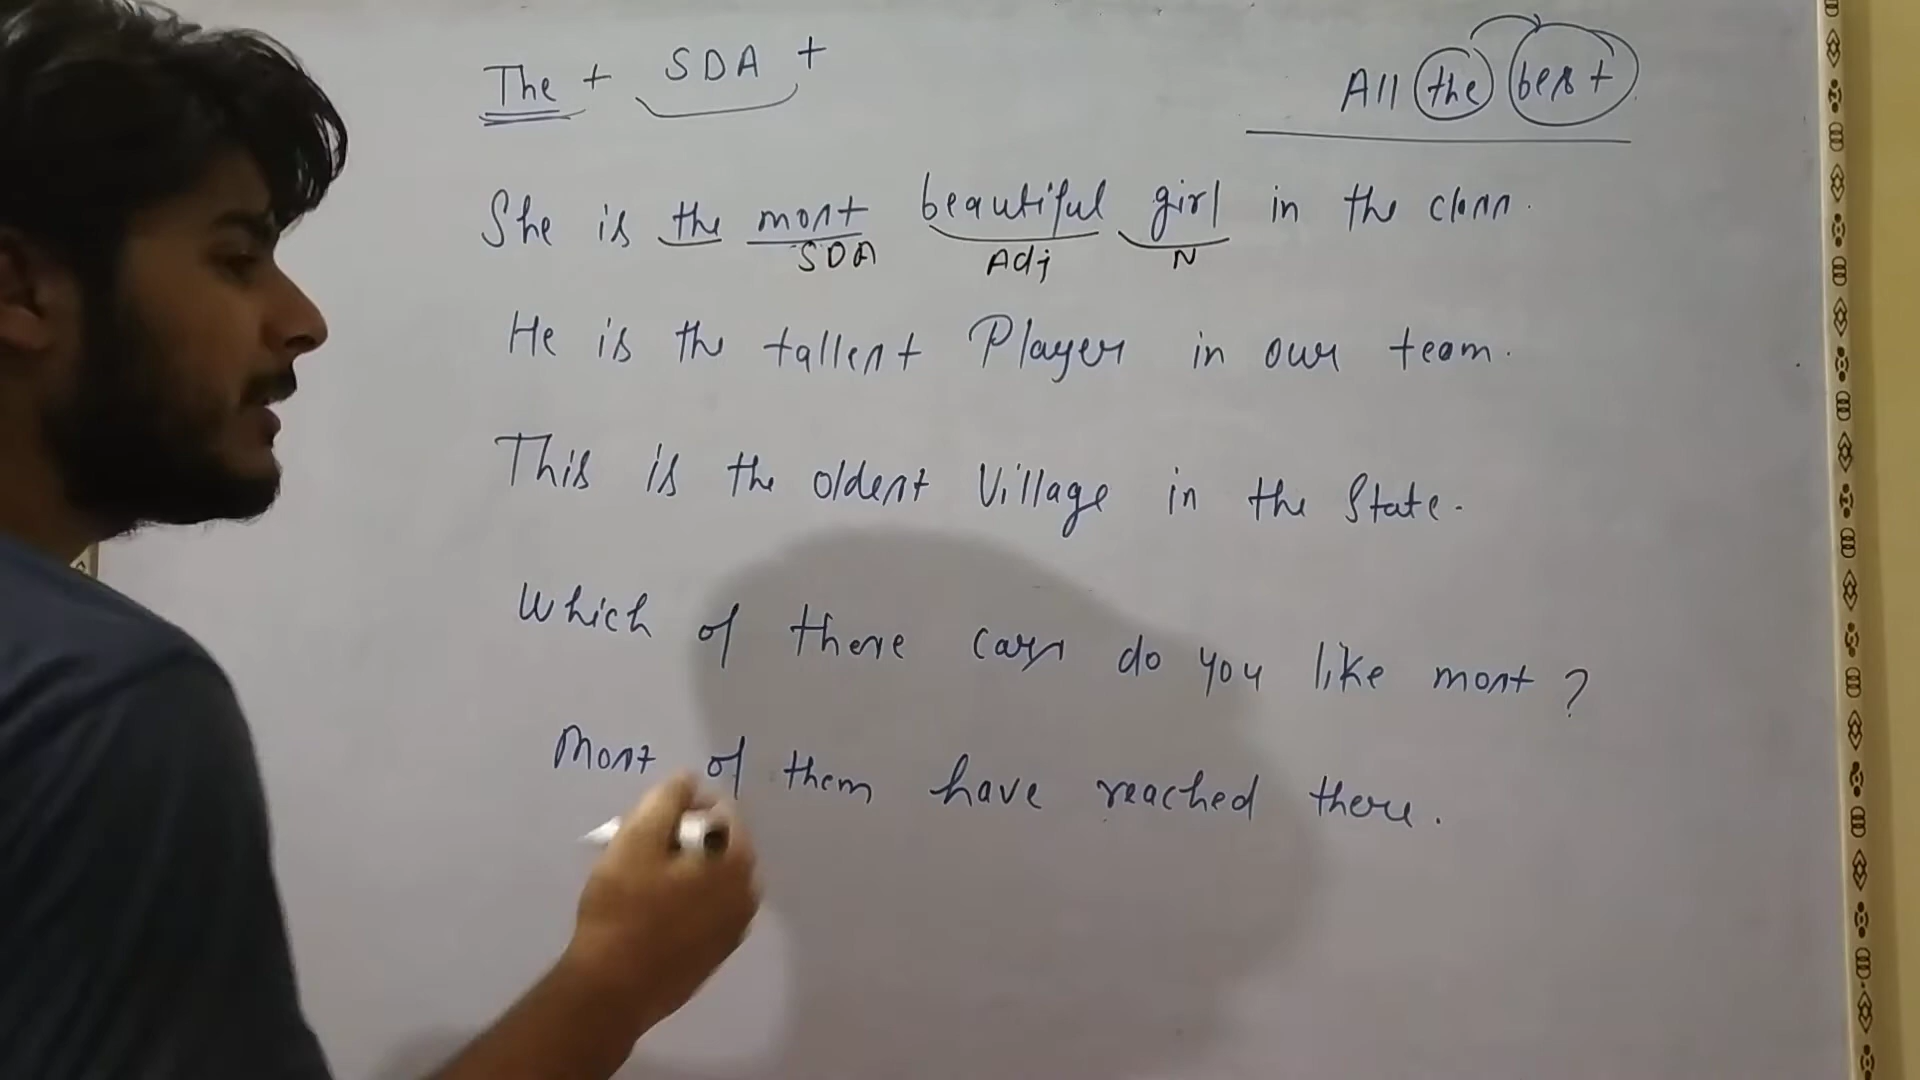 The + SDA +
All the best
She is the most beautiful girl in the class.
SDA Adj N
He is the tallest Player in our team.
This is the oldest Village in the State.
Which of these cars do you like most ?
Most of them have reached there.